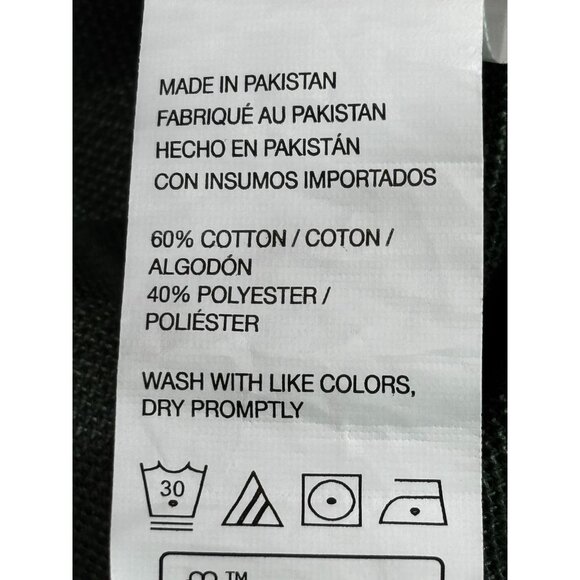 MADE IN PAKISTAN
FABRIQUÉ AU PAKISTAN
HECHO EN PAKISTÁN
CON INSUMOS IMPORTADOS
60% COTTON / COTON /
ALGODÓN
40% POLYESTER /
POLIÉSTER
WASH WITH LIKE COLORS,
DRY PROMPTLY
30
TM